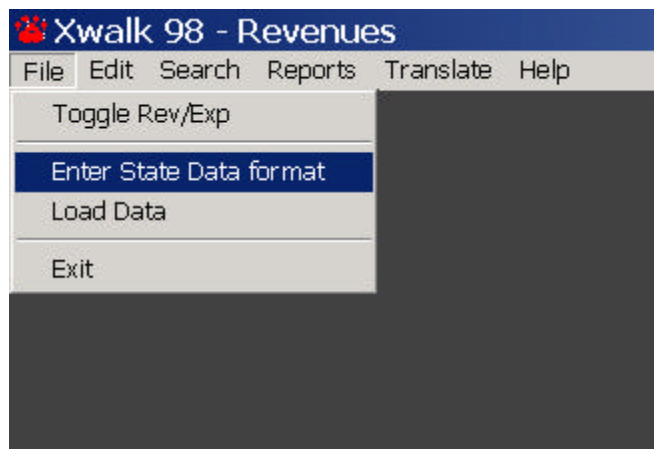 Xwalk 98 - Revenues
File Edit Search Reports Translate Help
Toggle Rev/Exp
Enter State Data format
Load Data
Exit